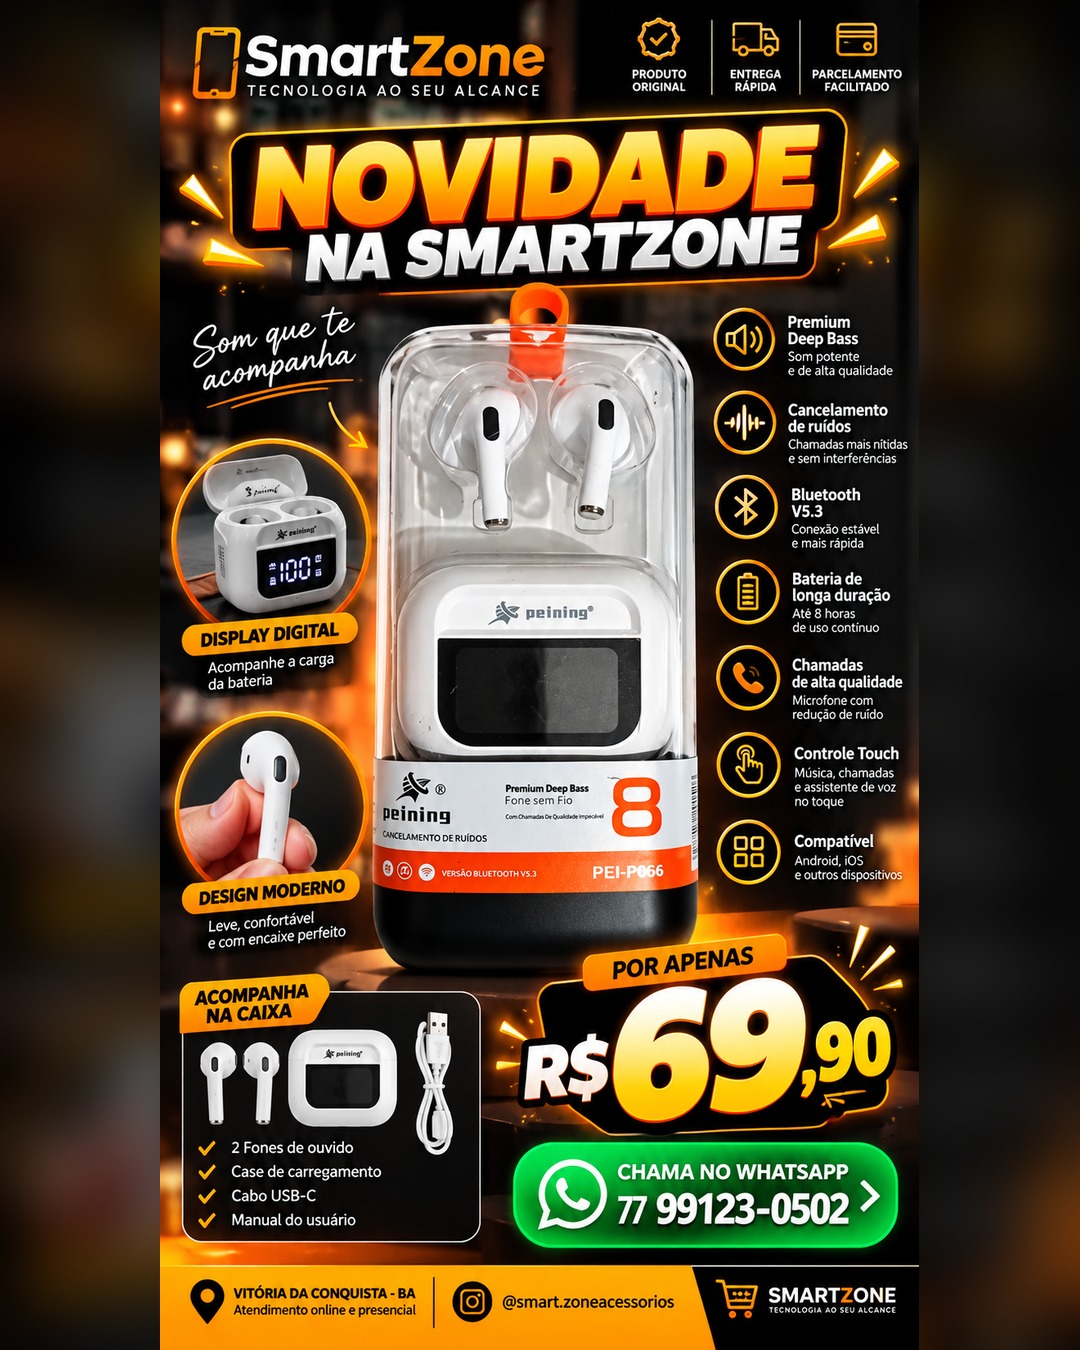 SmartZone
TECNOLOGIA AO SEU ALCANCE
PRODUTO
ORIGINAL
ENTREGA
RÁPIDA
PARCELAMENTO
FACILITADO
NOVIDADE
NA SMARTZONE
Som que te
acompanha
peining
peining
100
DISPLAY DIGITAL
Acompanhe a carga
da bateria
DESIGN MODERNO
Leve, confortável
e com encaixe perfeito
peining®
®
peining
CANCELAMENTO DE RUÍDOS
Premium Deep Bass
Fone sem Fio
Com Chamadas De Qualidade Impecável
8
VERSÃO BLUETOOTH V5.3
PEI-P066
Premium
Deep Bass
Som potente
e de alta qualidade
Cancelamento
de ruídos
Chamadas mais nítidas
e sem interferências
Bluetooth
V5.3
Conexão estável
e mais rápida
Bateria de
longa duração
Até 8 horas
de uso contínuo
Chamadas
de alta qualidade
Microfone com
redução de ruído
Controle Touch
Música, chamadas
e assistente de voz
no toque
Compatível
Android, iOS
e outros dispositivos
ACOMPANHA
NA CAIXA
peining
2 Fones de ouvido
Case de carregamento
Cabo USB-C
Manual do usuário
POR APENAS
R$69,90
CHAMA NO WHATSAPP
77 99123-0502
VITÓRIA DA CONQUISTA - BA
Atendimento online e presencial
@smart.zoneacessorios
SMARTZONE
TECNOLOGIA AO SEU ALCANCE